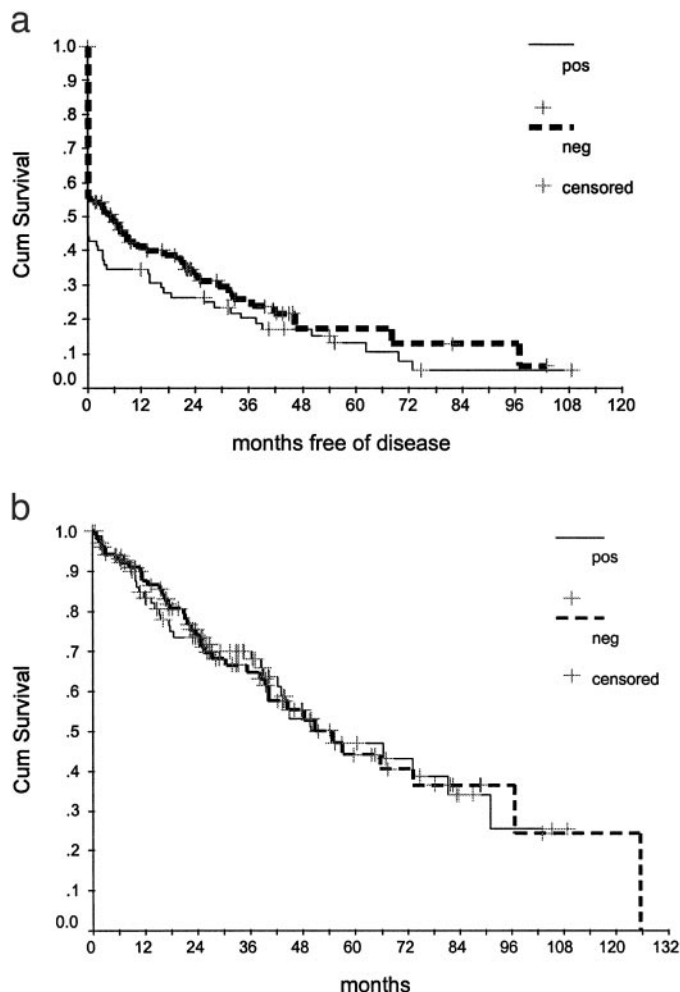 a
1.0
.9
.8
.7
.6
.5
.4
.3
.2
.1
0.0
Cum Survival
pos
neg
censored
0 12 24 36 48 60 72 84 96 108 120
months free of disease
b
1.0
.9
.8
.7
.6
.5
.4
.3
.2
.1
0.0
Cum Survival
pos
neg
censored
0 12 24 36 48 60 72 84 96 108 120 132
months